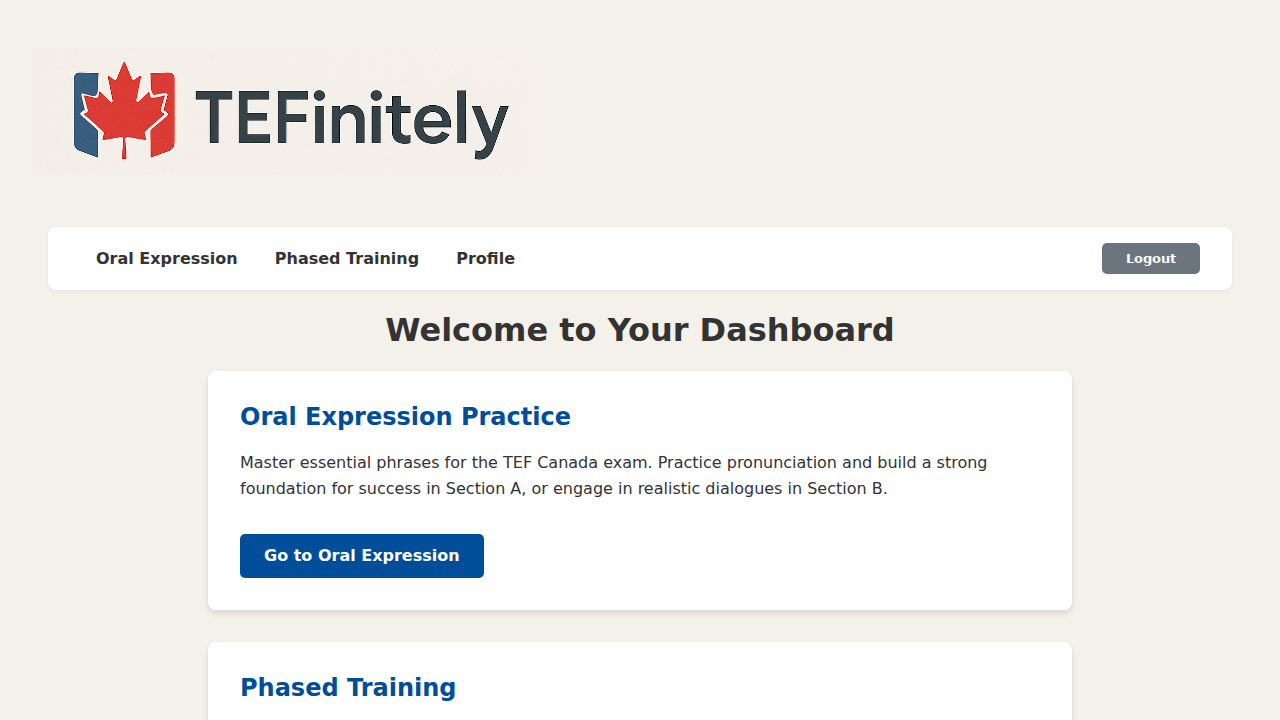 TEFinitely
Oral Expression
Phased Training
Profile
Logout
Welcome to Your Dashboard
Oral Expression Practice
Master essential phrases for the TEF Canada exam. Practice pronunciation and build a strong
foundation for success in Section A, or engage in realistic dialogues in Section B.
Go to Oral Expression
Phased Training